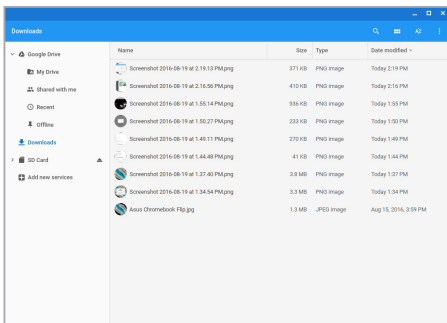 Downloads
AZ
Google Drive
My Drive
Shared with me
Recent
Offline
Downloads
SD Card
Add new services
Name Size Type Date modified
Screenshot 2016-08-19 at 2.19.13 PM.png 371 KB PNG image Today 2:19 PM
Screenshot 2016-08-19 at 2.16.56 PM.png 410 KB PNG image Today 2:16 PM
Screenshot 2016-08-19 at 1.55.14 PM.png 936 KB PNG image Today 1:55 PM
Screenshot 2016-08-19 at 1.50.27 PM.png 233 KB PNG image Today 1:50 PM
Screenshot 2016-08-19 at 1.49.11 PM.png 270 KB PNG image Today 1:49 PM
Screenshot 2016-08-19 at 1.44.48 PM.png 41 KB PNG image Today 1:44 PM
Screenshot 2016-08-19 at 1.37.40 PM.png 3.8 MB PNG image Today 1:37 PM
Screenshot 2016-08-19 at 1.34.54 PM.png 3.3 MB PNG image Today 1:34 PM
Asus Chromebook Flip.jpg 1.3 MB JPEG image Aug 15, 2016, 3:59 PM